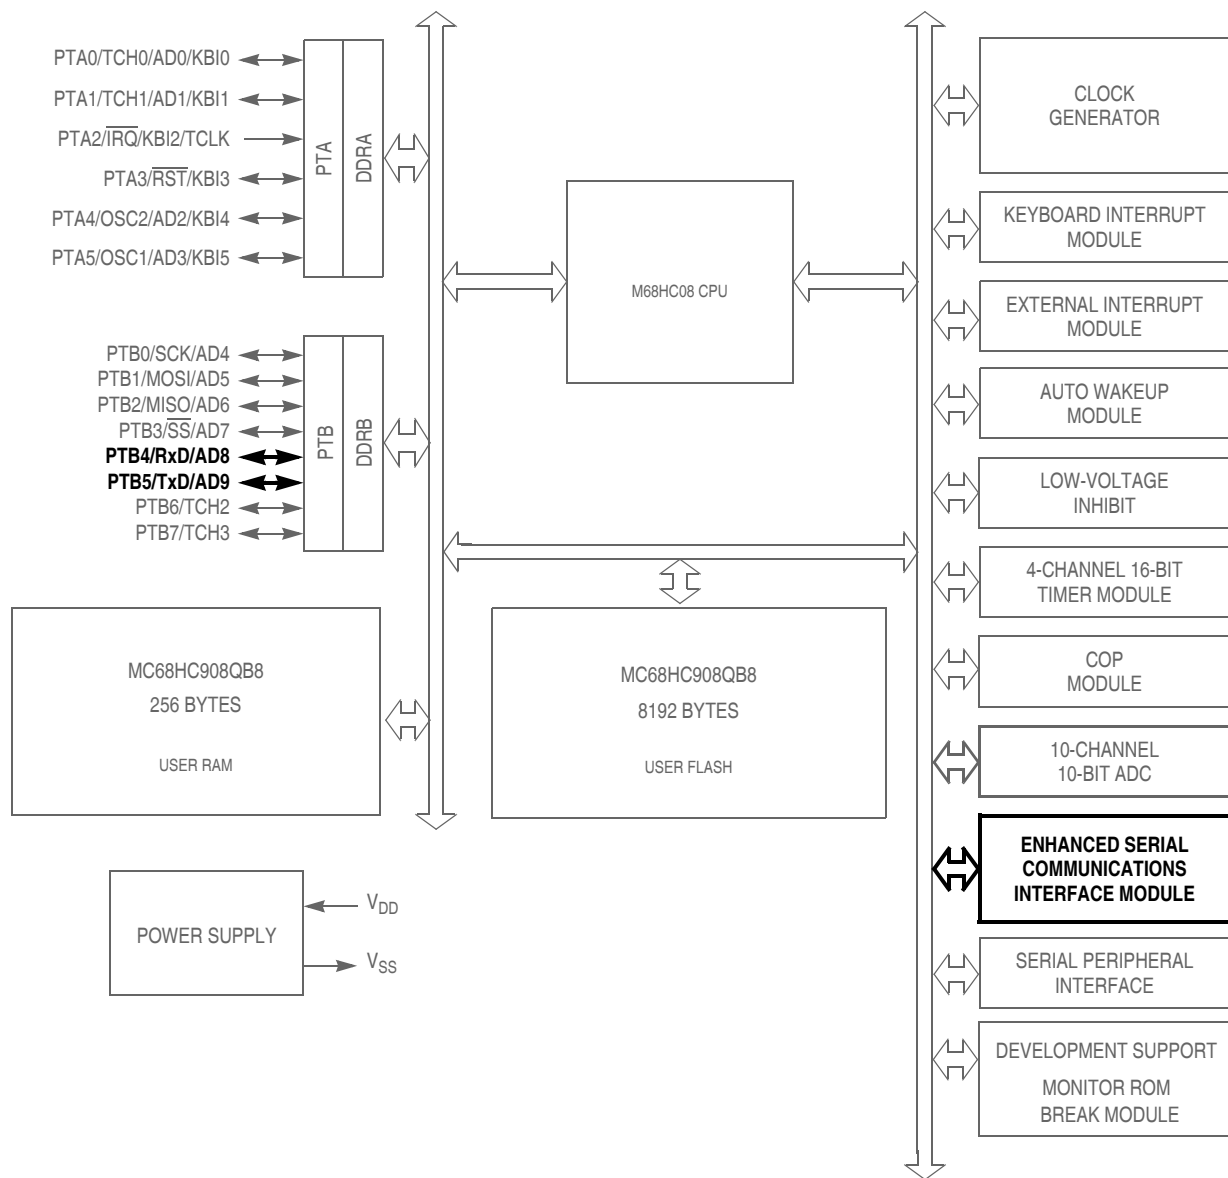 PTA0/TCH0/AD0/KBI0
PTA1/TCH1/AD1/KBI1
PTA2/IRQ/KBI2/TCLK
PTA3/RST/KBI3
PTA4/OSC2/AD2/KBI4
PTA5/OSC1/AD3/KBI5
PTA
DDRA
PTB0/SCK/AD4
PTB1/MOSI/AD5
PTB2/MISO/AD6
PTB3/SS/AD7
PTB4/RxD/AD8
PTB5/TxD/AD9
PTB6/TCH2
PTB7/TCH3
PTB
DDRB
M68HC08 CPU
MC68HC908QB8
256 BYTES
USER RAM
MC68HC908QB8
8192 BYTES
USER FLASH
POWER SUPPLY
VDD
VSS
CLOCK
GENERATOR
KEYBOARD INTERRUPT
MODULE
EXTERNAL INTERRUPT
MODULE
AUTO WAKEUP
MODULE
LOW-VOLTAGE
INHIBIT
4-CHANNEL 16-BIT
TIMER MODULE
COP
MODULE
10-CHANNEL
10-BIT ADC
ENHANCED SERIAL
COMMUNICATIONS
INTERFACE MODULE
SERIAL PERIPHERAL
INTERFACE
DEVELOPMENT SUPPORT
MONITOR ROM
BREAK MODULE